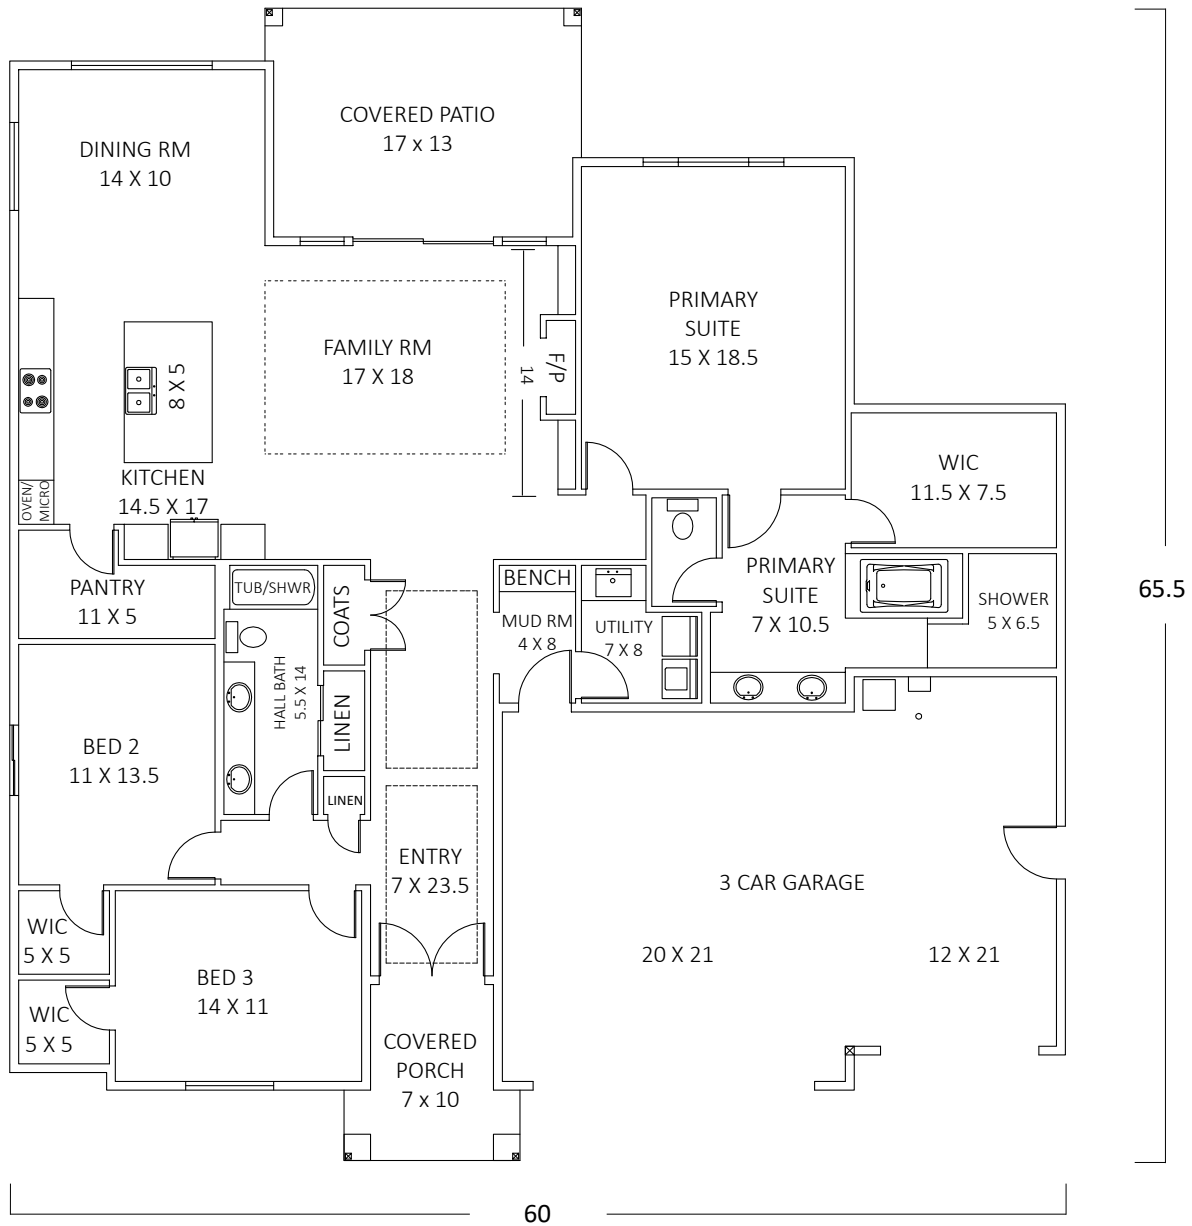 COVERED PATIO
17 x 13
DINING RM
14 X 10
PRIMARY
SUITE
15 X 18.5
FAMILY RM
17 X 18
14
F/P
8 X 5
KITCHEN
14.5 X 17
OVEN/
MICRO
WIC
11.5 X 7.5
PANTRY
11 X 5
TUB/SHWR
COATS
BENCH
MUD RM
4 X 8
UTILITY
7 X 8
PRIMARY
SUITE
7 X 10.5
SHOWER
5 X 6.5
65.5
HALL BATH
5.5 X 14
LINEN
BED 2
11 X 13.5
LINEN
ENTRY
7 X 23.5
3 CAR GARAGE
20 X 21
12 X 21
WIC
5 X 5
BED 3
14 X 11
WIC
5 X 5
COVERED
PORCH
7 x 10
60